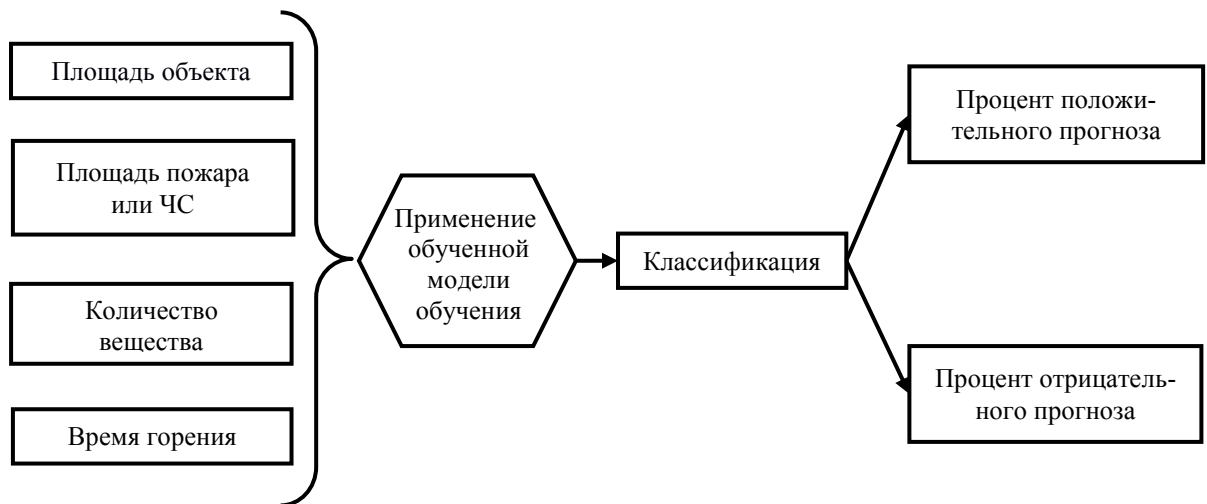 Площадь объекта
Площадь пожара
или ЧС
Количество
вещества
Время горения
Применение
обученной
модели
обучения
Классификация
Процент положи-
тельного прогноза
Процент отрицатель-
ного прогноза